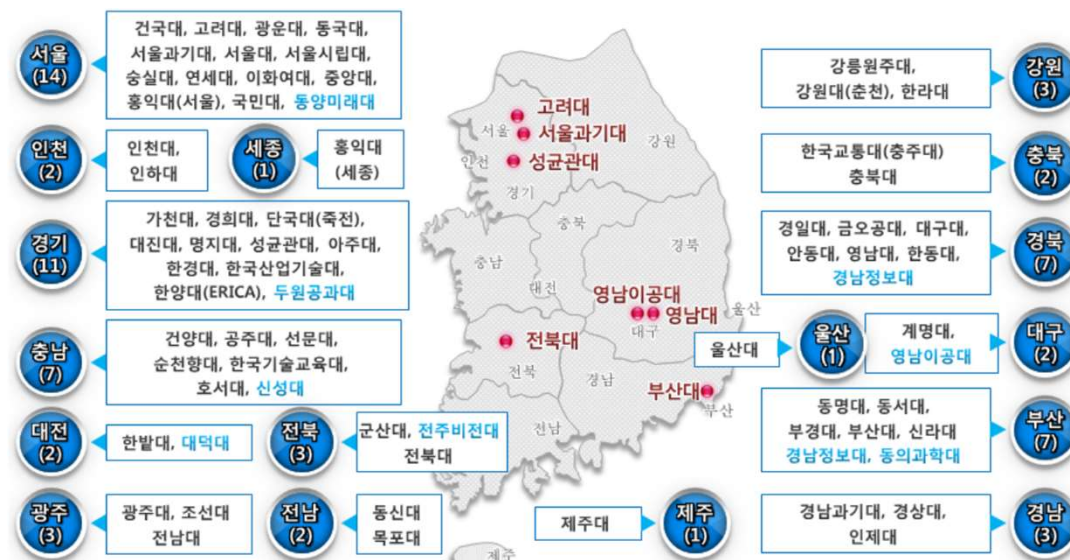 서울
(14)
건국대, 고려대, 광운대, 동국대,
서울과기대, 서울대, 서울시립대,
숭실대, 연세대, 이화여대, 중앙대,
홍익대(서울), 국민대, 동양미래대
인천
(2)
인천대,
인하대
세종
(1)
홍익대
(세종)
경기
(11)
가천대, 경희대, 단국대(죽전),
대진대, 명지대, 성균관대, 아주대,
한경대, 한국산업기술대,
한양대(ERICA), 두원공과대
충남
(7)
건양대, 공주대, 선문대,
순천향대, 한국기술교육대,
호서대, 신성대
대전
(2)
한밭대, 대덕대
전북
(3)
군산대, 전주비전대
전북대
광주
(3)
광주대, 조선대
전남대
전남
(2)
동신대
목포대
고려대
서울
서울과기대
강원
인천
성균관대
경기
충북
경북
충남
대전
영남이공대
울산
영남대
대구
전북대
전북
경남
부산대
부산
전남
제주
강릉원주대,
강원대(춘천), 한라대
강원
(3)
한국교통대(충주대)
충북대
충북
(2)
경일대, 금오공대, 대구대,
안동대, 영남대, 한동대,
경남정보대
경북
(7)
울산대
울산
(1)
계명대,
영남이공대
대구
(2)
동명대, 동서대,
부경대, 부산대, 신라대
경남정보대, 동의과학대
부산
(7)
제주대
제주
(1)
경남과기대, 경상대,
인제대
경남
(3)